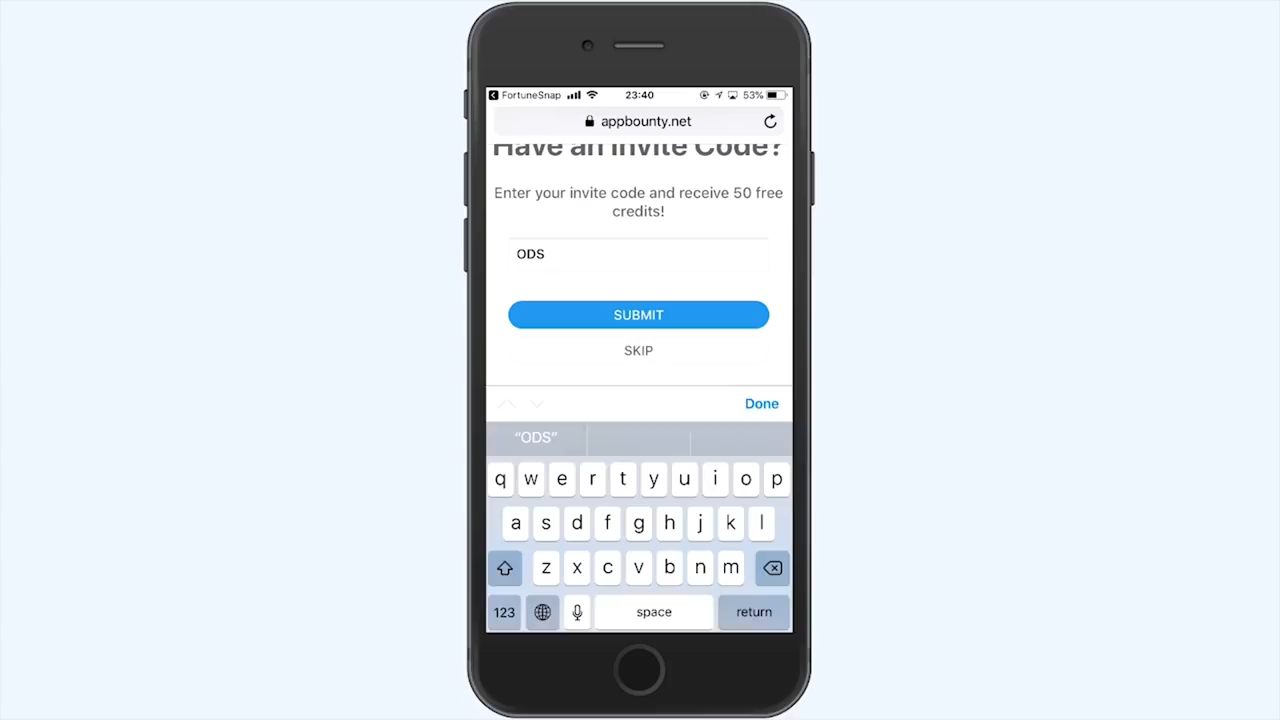 FortuneSnap 23:40 53%
appbounty.net
Have an Invite Code?
Enter your invite code and receive 50 free
credits!
ODS
SUBMIT
SKIP
Done
"ODS"
q w e r t y u i o p
a s d f g h j k l
z x c v b n m
123 space return